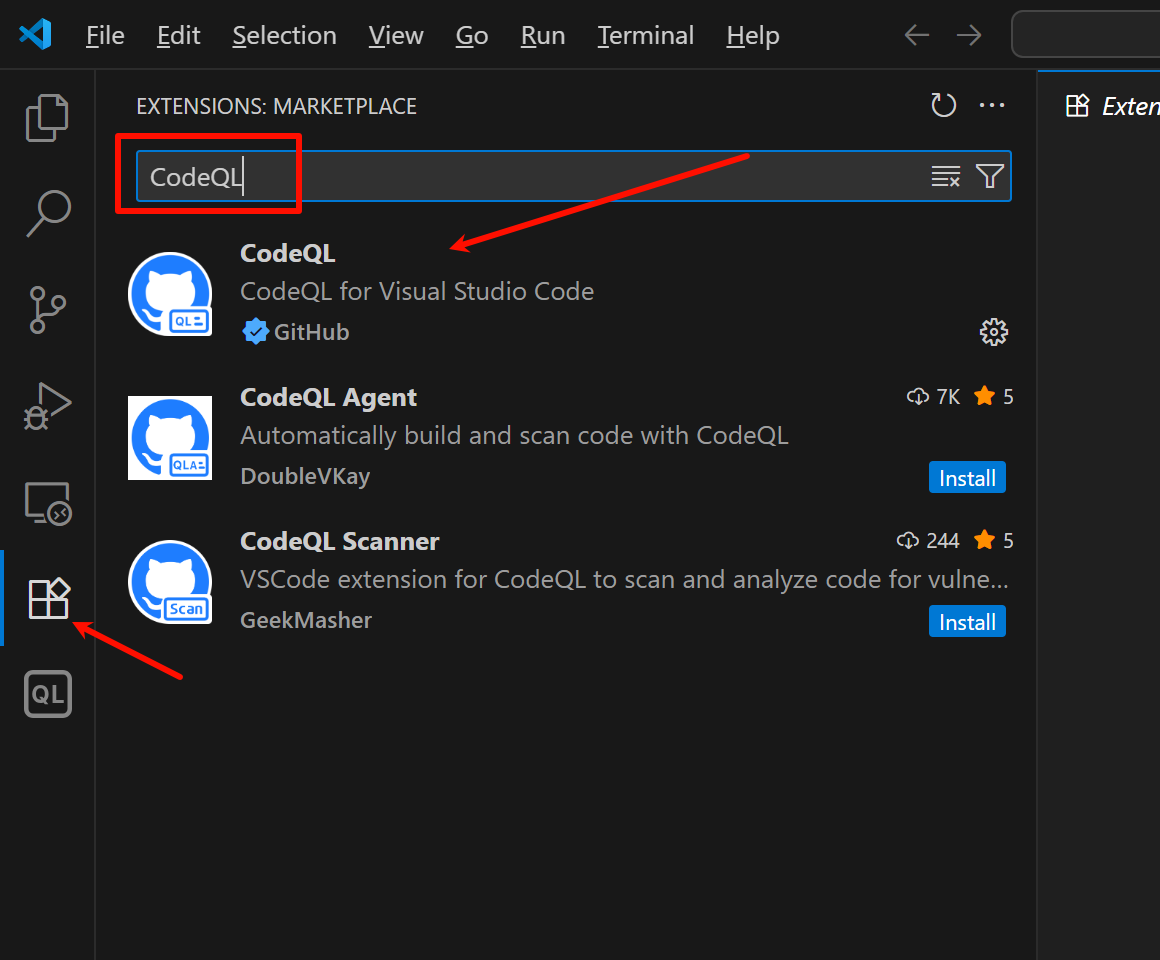 File Edit Selection View Go Run Terminal Help
EXTENSIONS: MARKETPLACE
Exten
CodeQL
CodeQL
CodeQL for Visual Studio Code
QL
GitHub
CodeQL Agent 7K 5
Automatically build and scan code with CodeQL
QLA
DoubleVKay Install
CodeQL Scanner 244 5
VSCode extension for CodeQL to scan and analyze code for vulne...
Scan
GeekMasher Install
QL